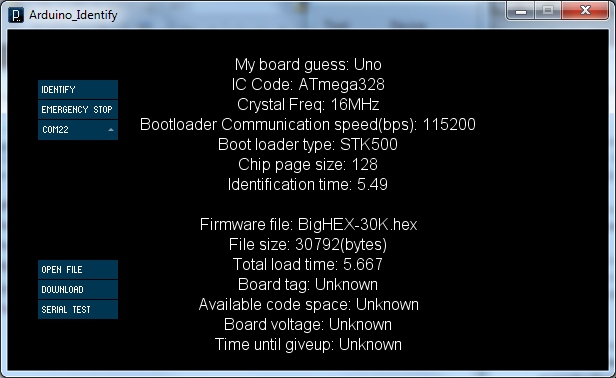 Arduino_Identify
My board guess: Uno
IDENTIFY
IC Code: ATmega328
EMERGENCY STOP
Crystal Freq: 16MHz
COM22
Bootloader Communication speed(bps): 115200
Boot loader type: STK500
Chip page size: 128
Identification time: 5.49
Firmware file: BigHEX-30K.hex
File size: 30792(bytes)
OPEN FILE
Total load time: 5.667
DOWNLOAD
Board tag: Unknown
SERIAL TEST
Available code space: Unknown
Board voltage: Unknown
Time until giveup: Unknown